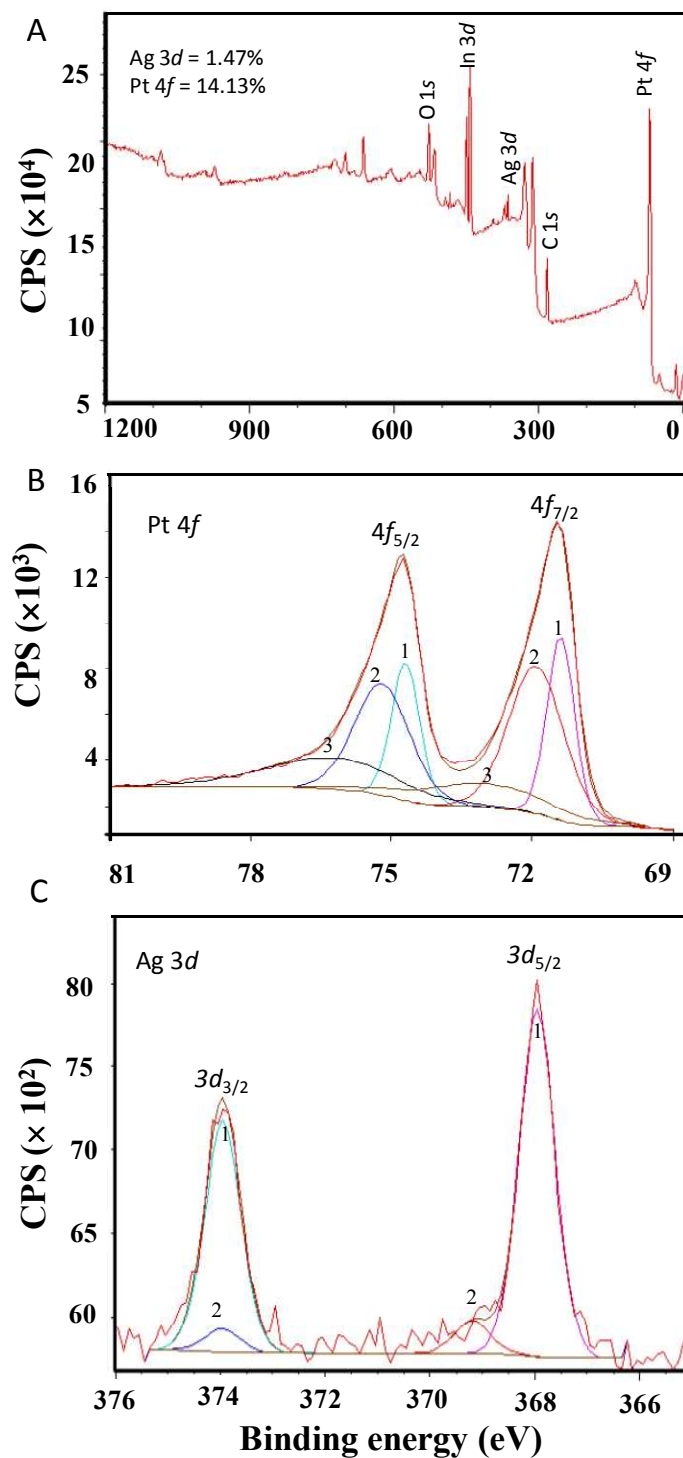 A
Ag 3d = 1.47%
Pt 4f = 14.13%
O 1s
In 3d
Ag 3d
C 1s
Pt 4f
CPS (×10⁴)
25
20
15
10
5
1200 900 600 300 0
B
Pt 4f
4f5/2
4f7/2
1
2
3
1
2
3
CPS (×10³)
16
12
8
4
81 78 75 72 69
C
Ag 3d
3d3/2
3d5/2
1
2
1
2
CPS (× 10²)
80
75
70
65
60
376 374 372 370 368 366
Binding energy (eV)